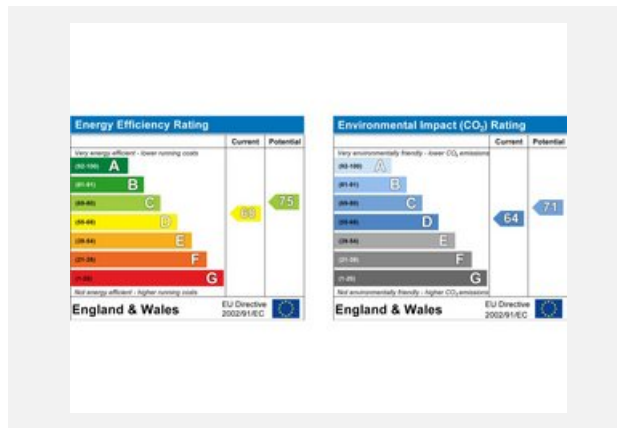 Energy Efficiency Rating
Current Potential
Very energy efficient - lower running costs
(92-100) A
(81-91) B
(69-80) C
(55-68) D
(39-54) E
(21-38) F
(1-20) G
75
Not energy efficient - higher running costs
England & Wales
EU Directive
2002/91/EC
Environmental Impact (CO₂) Rating
Current Potential
Very environmentally friendly - lower CO₂ emissions
(92-100) A
(81-91) B
(69-80) C
(55-68) D
(39-54) E
(21-38) F
(1-20) G
64
71
Not environmentally friendly - higher CO₂ emissions
England & Wales
EU Directive
2002/91/EC